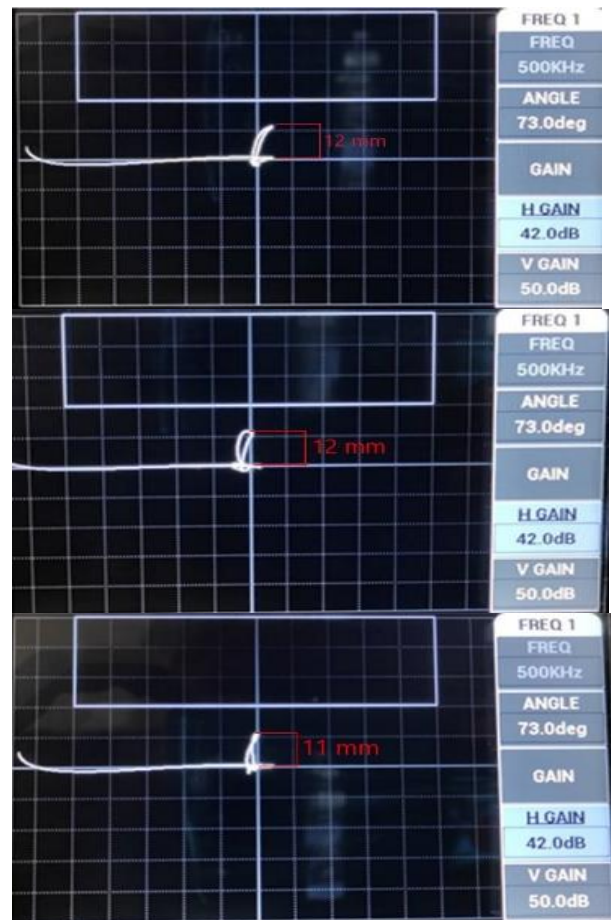 FREQ 1
FREQ
500KHz
ANGLE
73.0deg
12 mm
GAIN
H GAIN
42.0dB
V GAIN
50.0dB
FREQ 1
FREQ
500KHz
ANGLE
73.0deg
12 mm
GAIN
H GAIN
42.0dB
V GAIN
50.0dB
FREQ 1
FREQ
500KHz
ANGLE
73.0deg
11 mm
GAIN
H GAIN
42.0dB
V GAIN
50.0dB